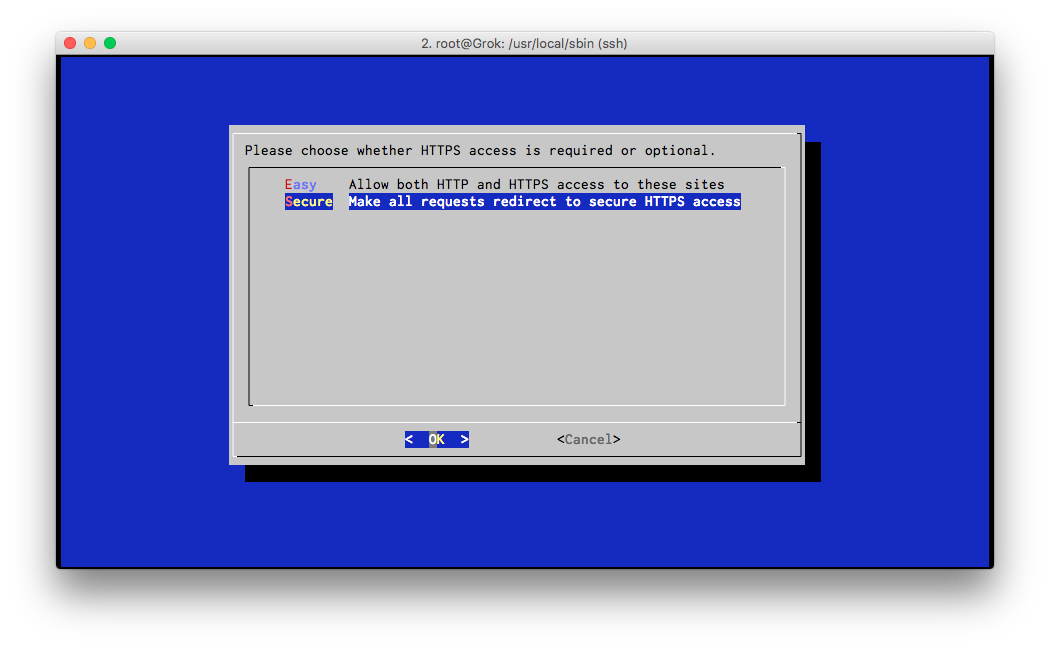 2. root@Grok: /usr/local/sbin (ssh)
Please choose whether HTTPS access is required or optional.
Easy Allow both HTTP and HTTPS access to these sites
Secure Make all requests redirect to secure HTTPS access
< OK > <Cancel>